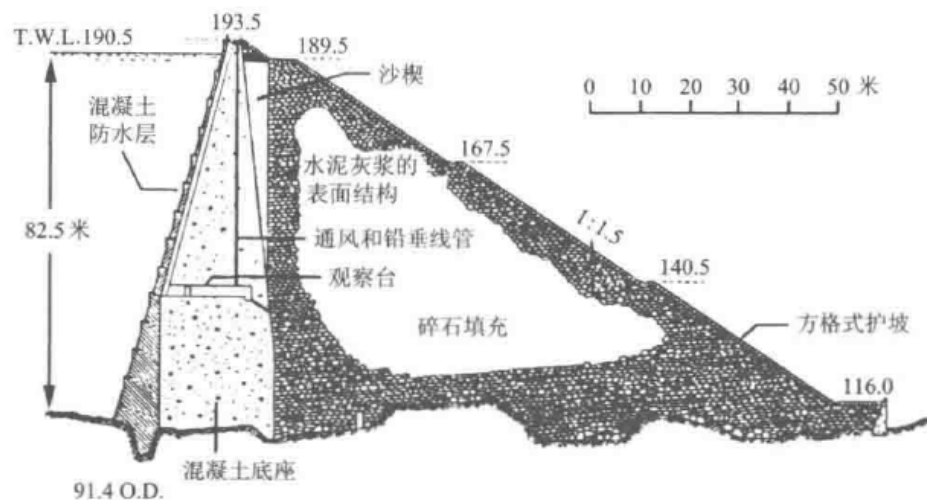 193.5
T.W.L.190.5
189.5
沙楔
0 10 20 30 40 50 米
混凝土
防水层
167.5
水泥灰浆的
表面结构
1:1.5
82.5 米
通风和铅垂线管
观察台
140.5
碎石填充
方格式护坡
116.0
混凝土底座
91.4 O.D.